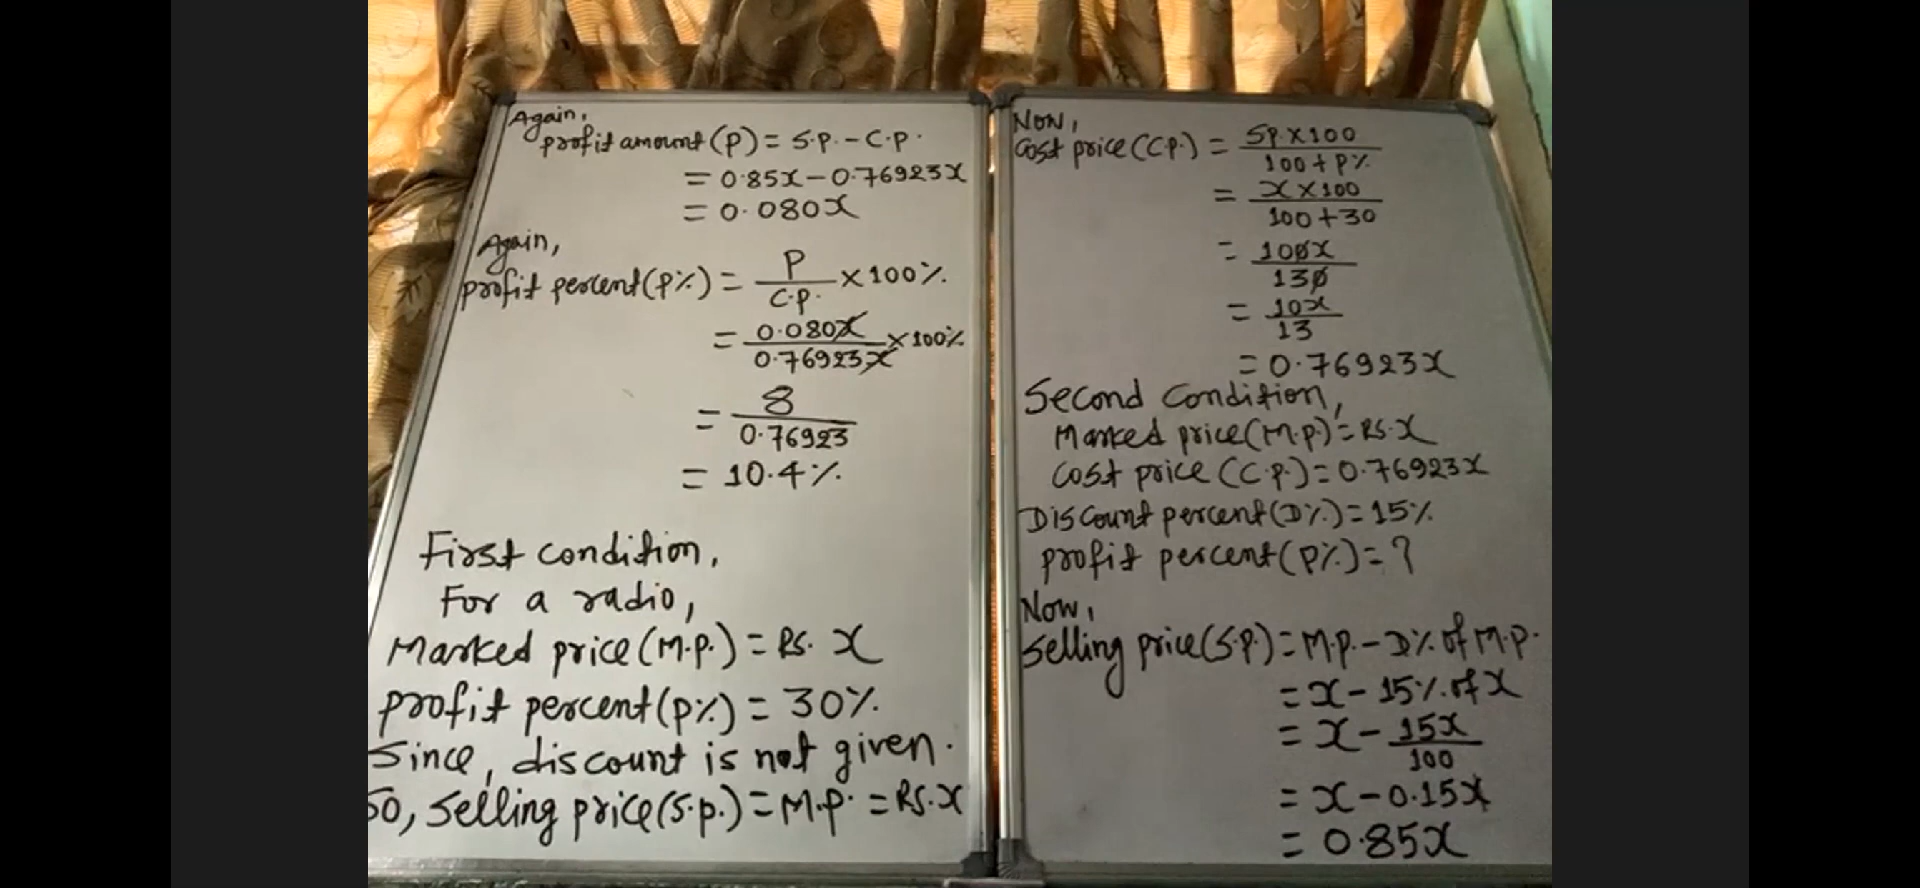 Again,
profit amount (P) = S.P. - C.P.
= 0.85x - 0.76923x
= 0.080x
Again,
profit percent (P%) = P/C.P. × 100%
= 0.080x/0.76923x × 100%
= 8/0.76923
= 10.4%
First condition,
For a radio,
Marked price (M.p.) = RS. x
profit percent (p%) = 30%
Since, discount is not given.
So, Selling price (s.p.) = M.p. = RS. x
Now,
Cost price (C.P.) = SP. × 100/100 + P%
= x × 100/100 + 30
= 100x/130
= 10x/13
= 0.76923x
Second Condition,
Marked price (M.p.) = RS. x
Cost price (C.P.) = 0.76923x
Discount percent (D%) = 15%
profit percent (P%) = ?
Now,
Selling price (S.P.) = M.p. - D% of M.P.
= x - 15% of x
= x - 15x/100
= x - 0.15x
= 0.85x